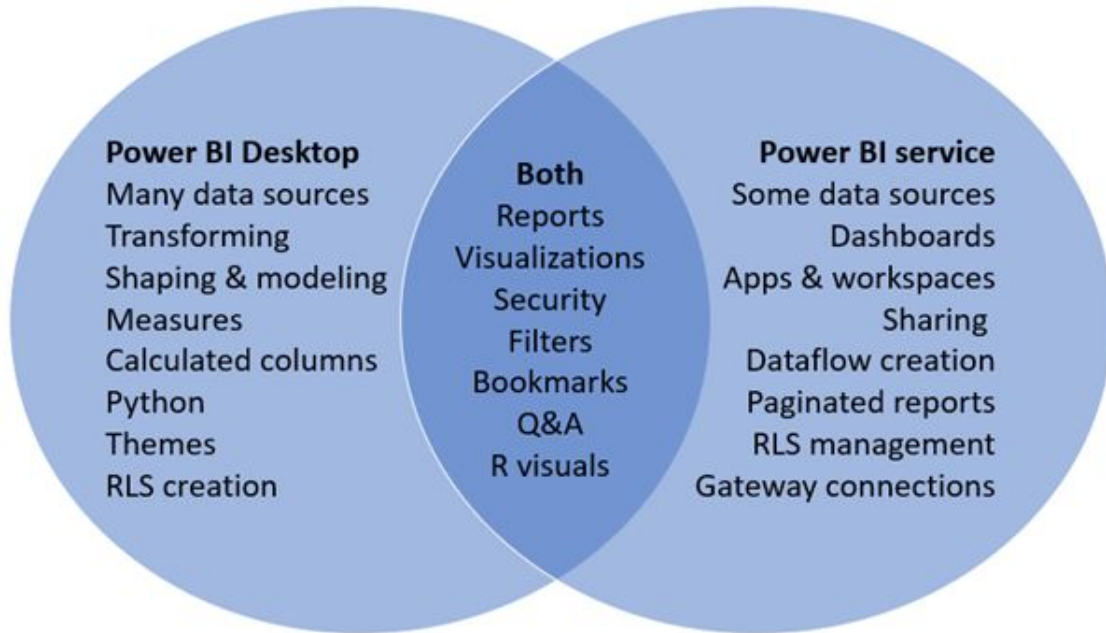 Power BI Desktop
Many data sources
Transforming
Shaping & modeling
Measures
Calculated columns
Python
Themes
RLS creation
Both
Reports
Visualizations
Security
Filters
Bookmarks
Q&A
R visuals
Power BI service
Some data sources
Dashboards
Apps & workspaces
Sharing
Dataflow creation
Paginated reports
RLS management
Gateway connections